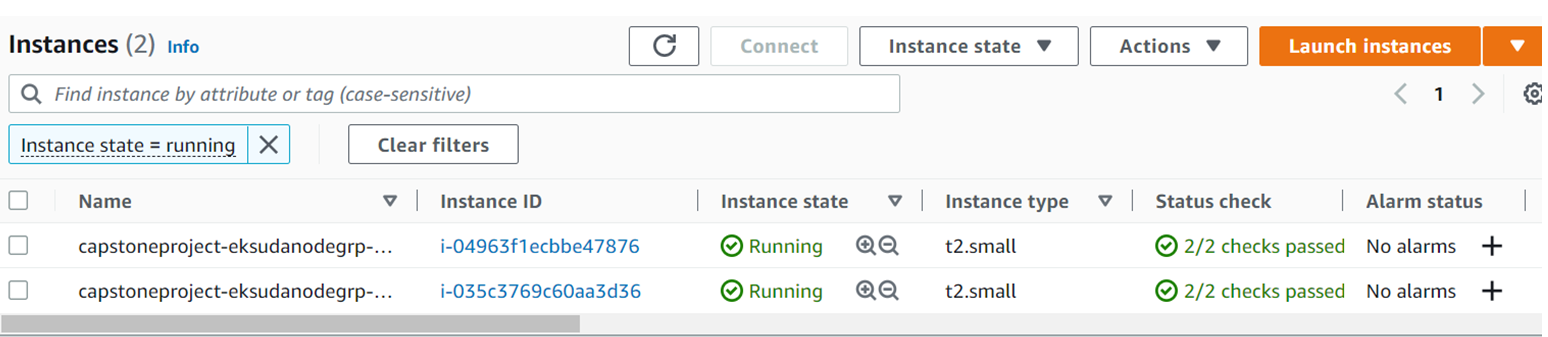 Instances (2) Info Connect Instance state Actions Launch instances
Find instance by attribute or tag (case-sensitive) 1
Instance state = running Clear filters
Name Instance ID Instance state Instance type Status check Alarm status
capstoneproject-eksudanodegrp-... i-04963f1ecbbe47876 Running t2.small 2/2 checks passed No alarms
capstoneproject-eksudanodegrp-... i-035c3769c60aa3d36 Running t2.small 2/2 checks passed No alarms